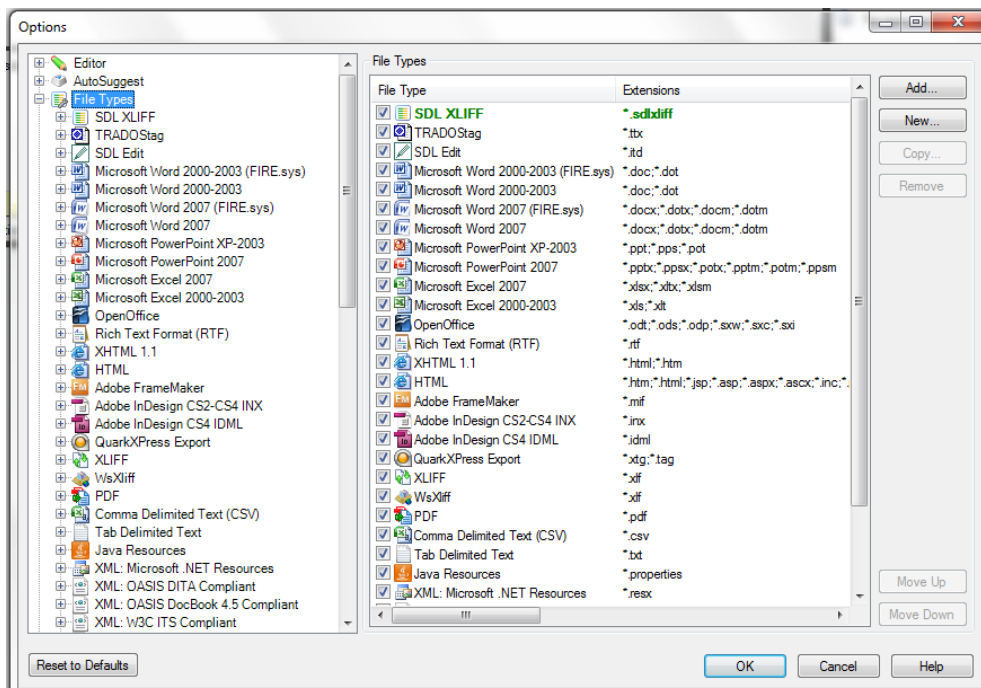 Options
Editor
AutoSuggest
File Types
SDL XLIFF
TRADOStag
SDL Edit
Microsoft Word 2000-2003 (FIRE.sys)
Microsoft Word 2000-2003
Microsoft Word 2007 (FIRE.sys)
Microsoft Word 2007
Microsoft PowerPoint XP-2003
Microsoft PowerPoint 2007
Microsoft Excel 2007
Microsoft Excel 2000-2003
OpenOffice
Rich Text Format (RTF)
XHTML 1.1
HTML
Adobe FrameMaker
Adobe InDesign CS2-CS4 INX
Adobe InDesign CS4 IDML
QuarkXPress Export
XLIFF
WsXliff
PDF
Comma Delimited Text (CSV)
Tab Delimited Text
Java Resources
XML: Microsoft .NET Resources
XML: OASIS DITA Compliant
XML: OASIS DocBook 4.5 Compliant
XML: W3C ITS Compliant
File Types
File Type Extensions
SDL XLIFF *.sdlxliff
TRADOStag *.ttx
SDL Edit *.itd
Microsoft Word 2000-2003 (FIRE.sys) *.doc;*.dot
Microsoft Word 2000-2003 *.doc;*.dot
Microsoft Word 2007 (FIRE.sys) *.docx;*.dotx;*.docm;*.dotm
Microsoft Word 2007 *.docx;*.dotx;*.docm;*.dotm
Microsoft PowerPoint XP-2003 *.ppt;*.pps;*.pot
Microsoft PowerPoint 2007 *.pptx;*.ppsx;*.potx;*.pptm;*.potm;*.ppsm
Microsoft Excel 2007 *.xlsx;*.xltx;*.xlsm
Microsoft Excel 2000-2003 *.xls;*.xlt
OpenOffice *.odt;*.ods;*.odp;*.sxw;*.sxc;*.sxi
Rich Text Format (RTF) *.rtf
XHTML 1.1 *.html;*.htm
HTML *.htm;*.html;*.jsp;*.asp;*.aspx;*.ascx;*.inc;*.
Adobe FrameMaker *.mif
Adobe InDesign CS2-CS4 INX *.inx
Adobe InDesign CS4 IDML *.idml
QuarkXPress Export *.xtg;*.tag
XLIFF *.xlf
WsXliff *.xlf
PDF *.pdf
Comma Delimited Text (CSV) *.csv
Tab Delimited Text *.txt
Java Resources *.properties
XML: Microsoft .NET Resources *.resx
Add...
New...
Copy...
Remove
Move Up
Move Down
Reset to Defaults
OK
Cancel
Help